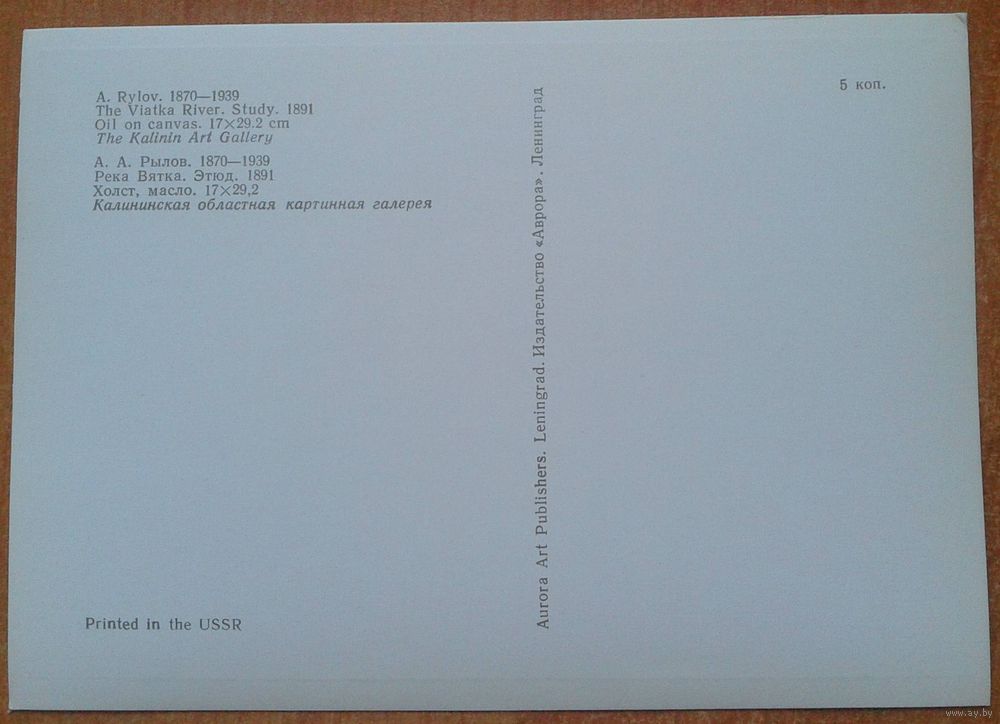 A. Rylov. 1870—1939
The Viatka River. Study. 1891
Oil on canvas. 17×29.2 cm
The Kalinin Art Gallery
А. А. Рылов. 1870—1939
Река Вятка. Этюд. 1891
Холст, масло. 17×29,2
Калининская областная картинная галерея
Printed in the USSR
Aurora Art Publishers. Leningrad. Издательство «Аврора». Ленинград
5 коп.
www.ay.by